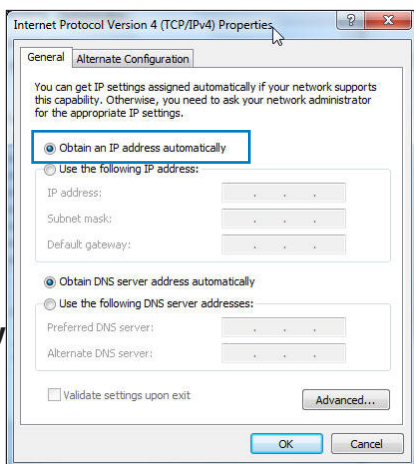 Internet Protocol Version 4 (TCP/IPv4) Properties
General Alternate Configuration
You can get IP settings assigned automatically if your network supports
this capability. Otherwise, you need to ask your network administrator
for the appropriate IP settings.
Obtain an IP address automatically
Use the following IP address:
IP address:
Subnet mask:
Default gateway:
Obtain DNS server address automatically
Use the following DNS server addresses:
Preferred DNS server:
Alternate DNS server:
Validate settings upon exit
Advanced...
OK Cancel